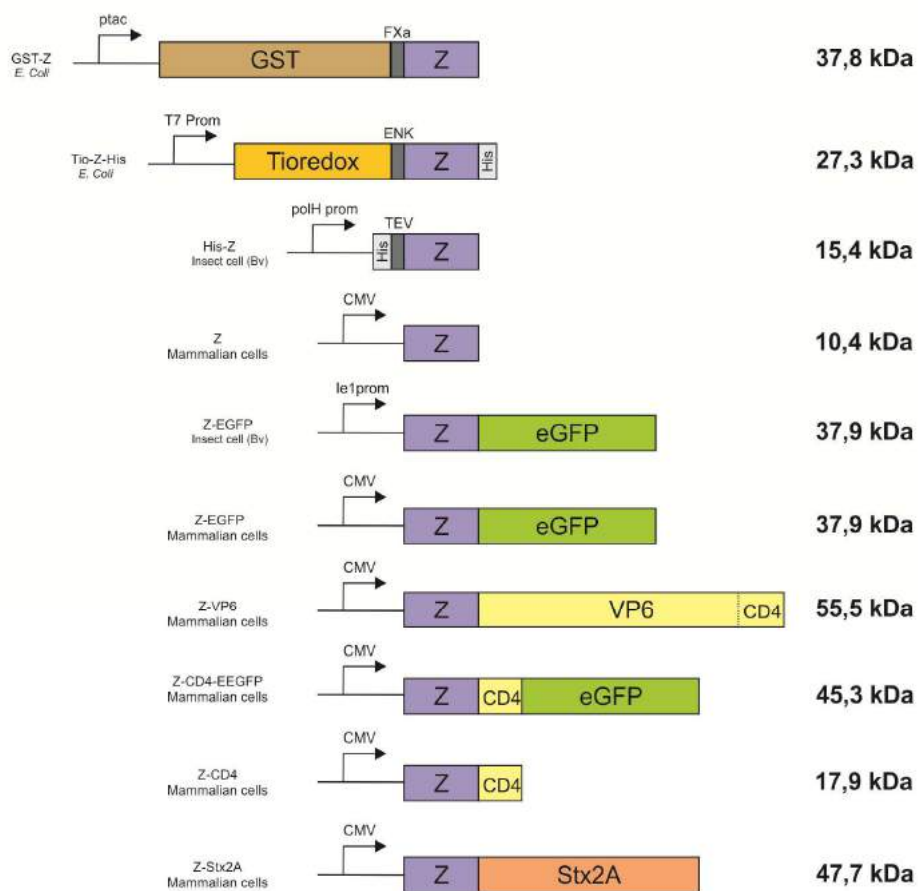 ptac
FXa
GST-Z
E. Coli
GST
Z
37,8 kDa
T7 Prom
ENK
Tio-Z-His
E. Coli
Tioredox
Z
His
27,3 kDa
polH prom
TEV
His-Z
Insect cell (Bv)
His
Z
15,4 kDa
CMV
Z
Mammalian cells
Z
10,4 kDa
Ie1prom
Z-EGFP
Insect cell (Bv)
Z
eGFP
37,9 kDa
CMV
Z-EGFP
Mammalian cells
Z
eGFP
37,9 kDa
CMV
Z-VP6
Mammalian cells
Z
VP6
CD4
55,5 kDa
CMV
Z-CD4-EEGFP
Mammalian cells
Z
CD4
eGFP
45,3 kDa
CMV
Z-CD4
Mammalian cells
Z
CD4
17,9 kDa
CMV
Z-Stx2A
Mammalian cells
Z
Stx2A
47,7 kDa